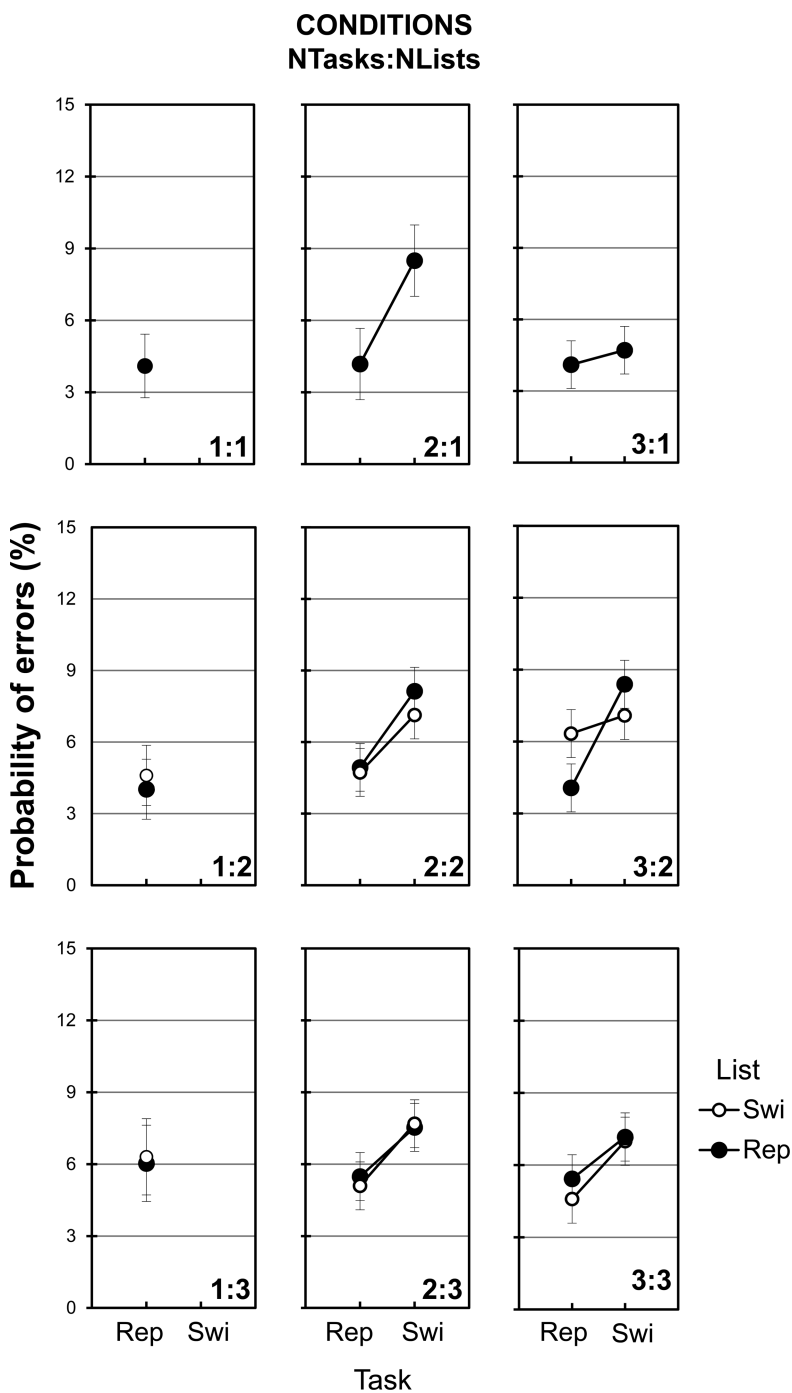 CONDITIONS
NTasks:NLists
15
12
9
6
3
0
1:1
2:1
3:1
Probability of errors (%)
15
12
9
6
3
0
1:2
2:2
3:2
15
12
9
6
3
0
1:3
2:3
3:3
List
Swi
Rep
Rep Swi
Rep Swi
Rep Swi
Task